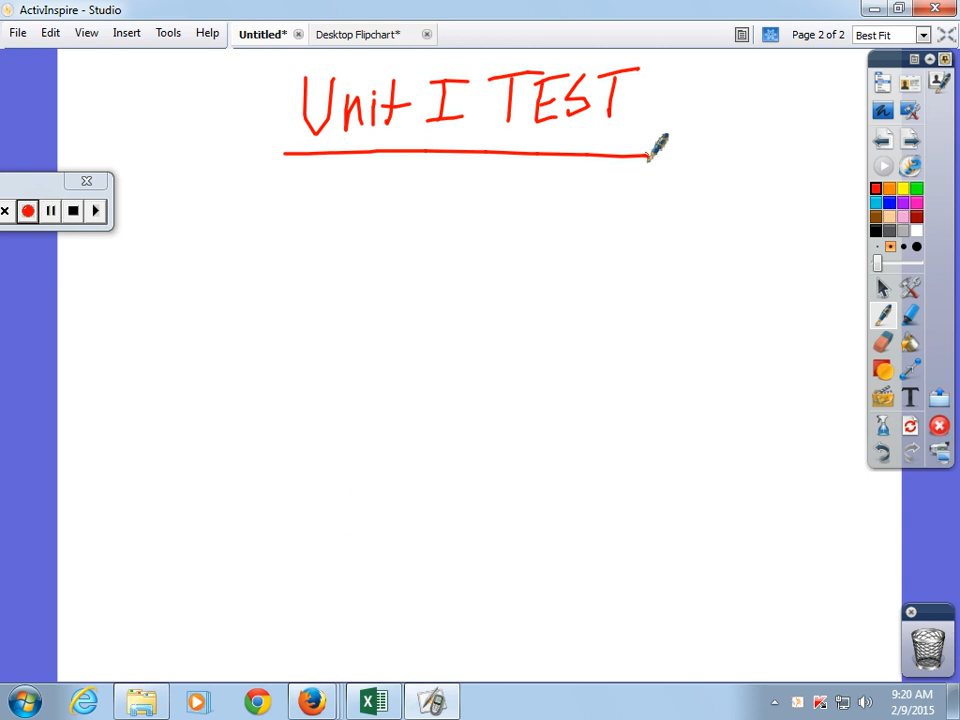 ActivInspire - Studio
File Edit View Insert Tools Help Untitled* Desktop Flipchart* Page 2 of 2 Best Fit
Unit I TEST
T
9:20 AM
2/9/2015